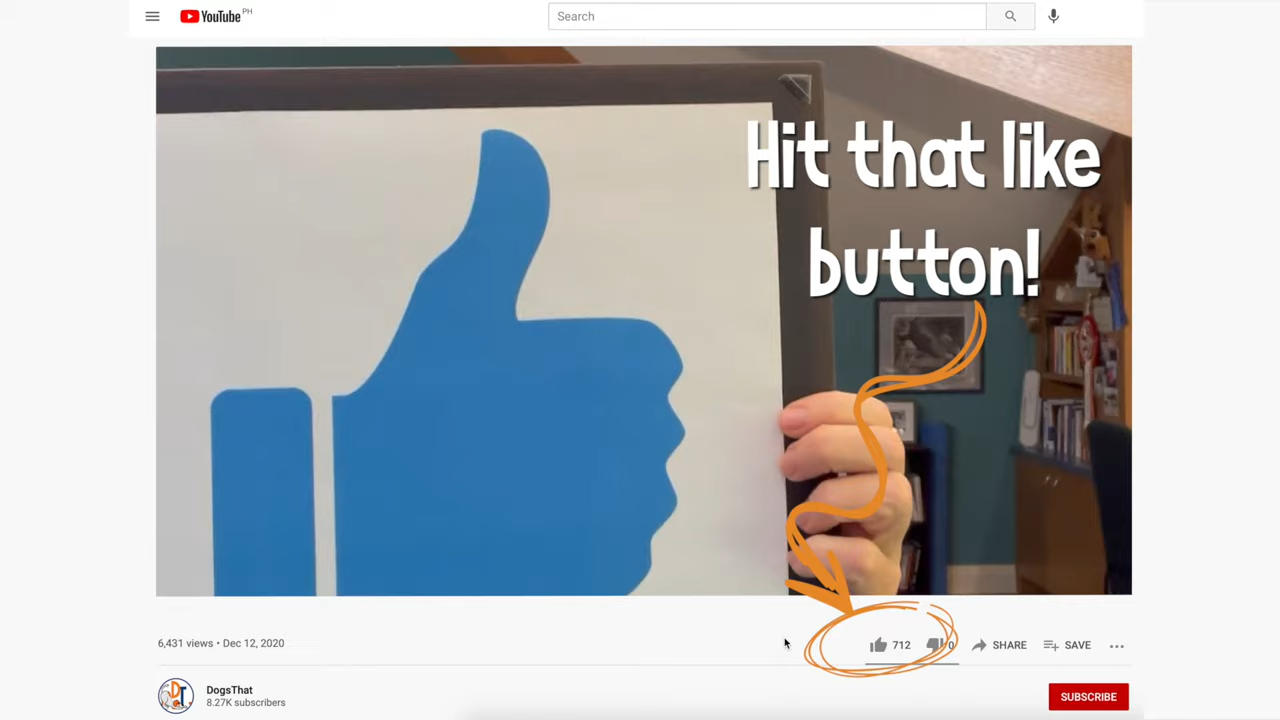 YouTube PH
Search
Hit that like
button!
6,431 views • Dec 12, 2020
712
0
SHARE
SAVE
DogsThat
8.27K subscribers
SUBSCRIBE